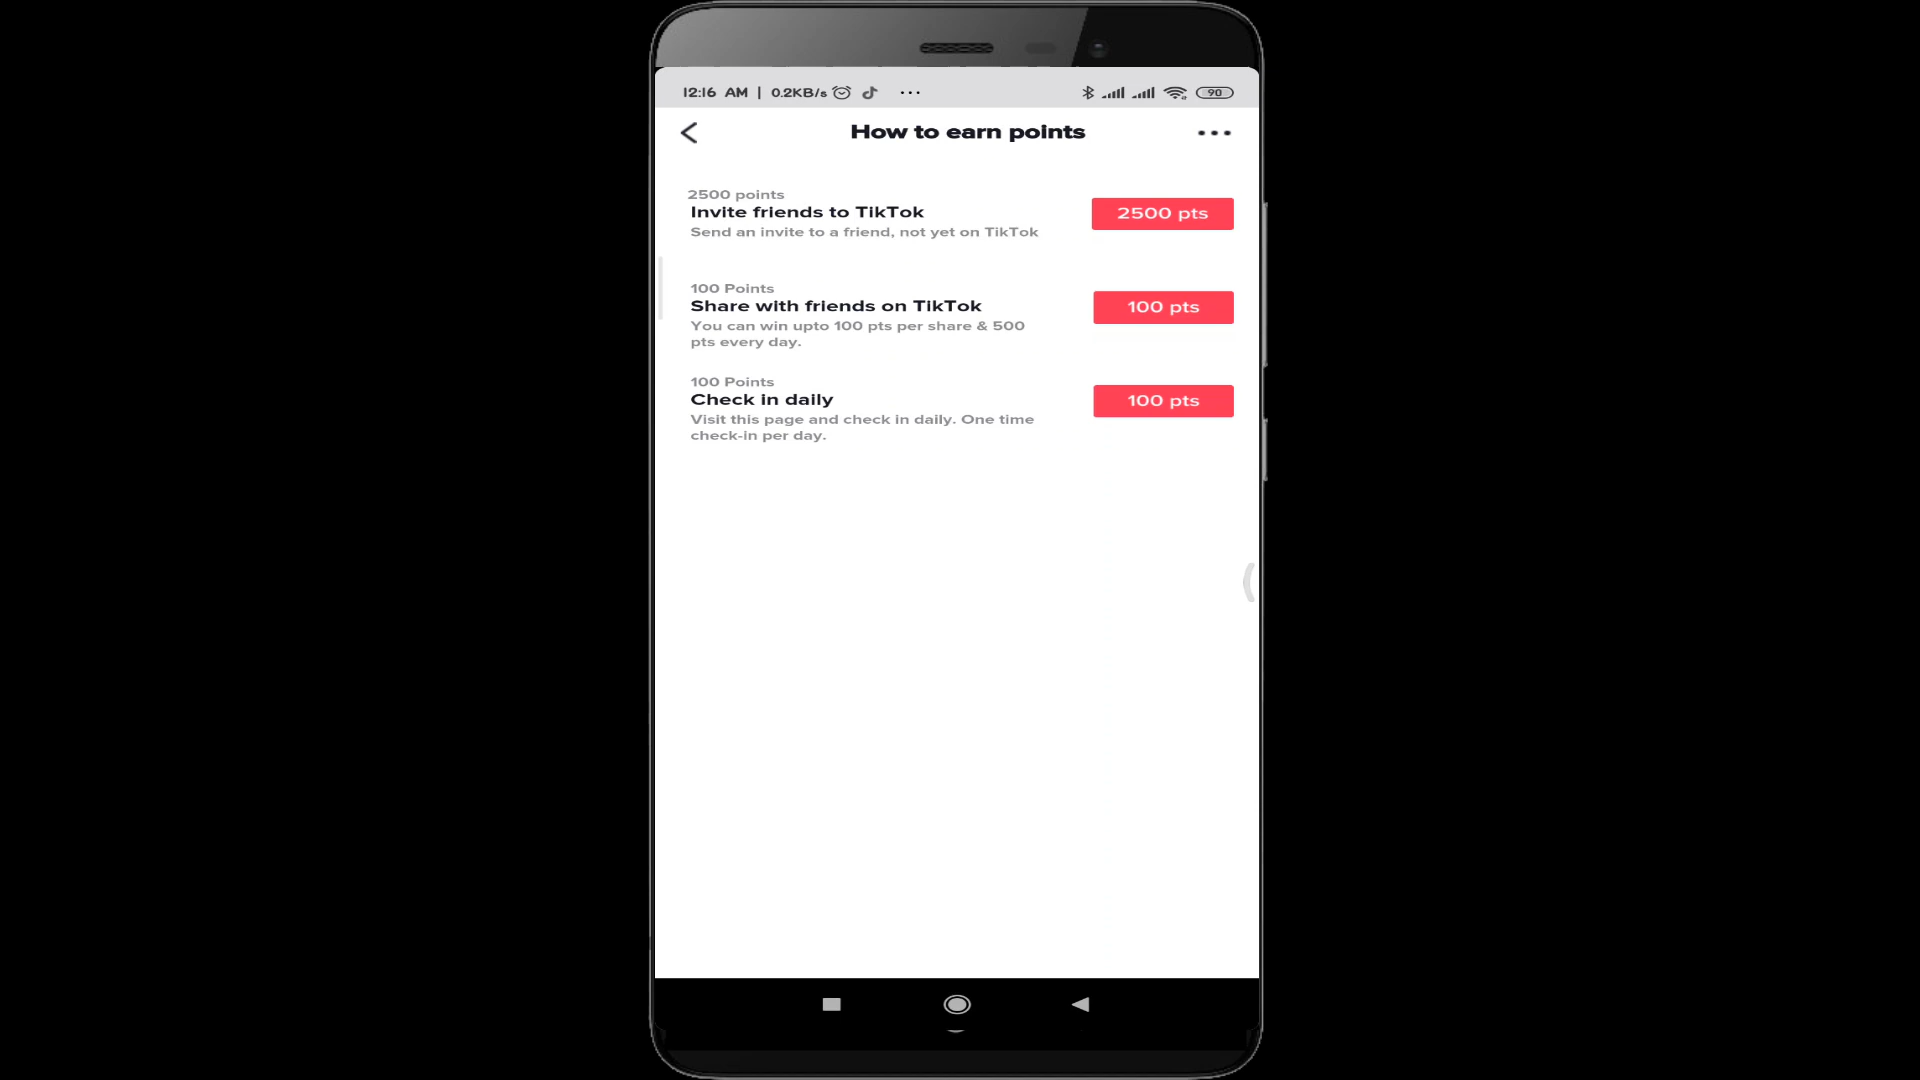 12:16 AM | 0.2KB/s ... 90
How to earn points
2500 points
Invite friends to TikTok
Send an invite to a friend, not yet on TikTok
2500 pts
100 Points
Share with friends on TikTok
You can win upto 100 pts per share & 500
pts every day.
100 pts
100 Points
Check in daily
Visit this page and check in daily. One time
check-in per day.
100 pts